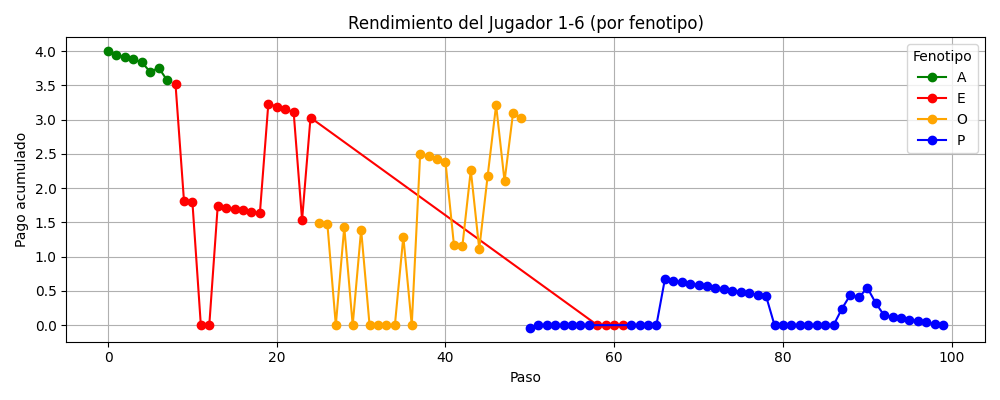 Rendimiento del Jugador 1-6 (por fenotipo)
Pago acumulado
4.0
3.5
3.0
2.5
2.0
1.5
1.0
0.5
0.0
Fenotipo
A
E
O
P
0 20 40 60 80 100
Paso